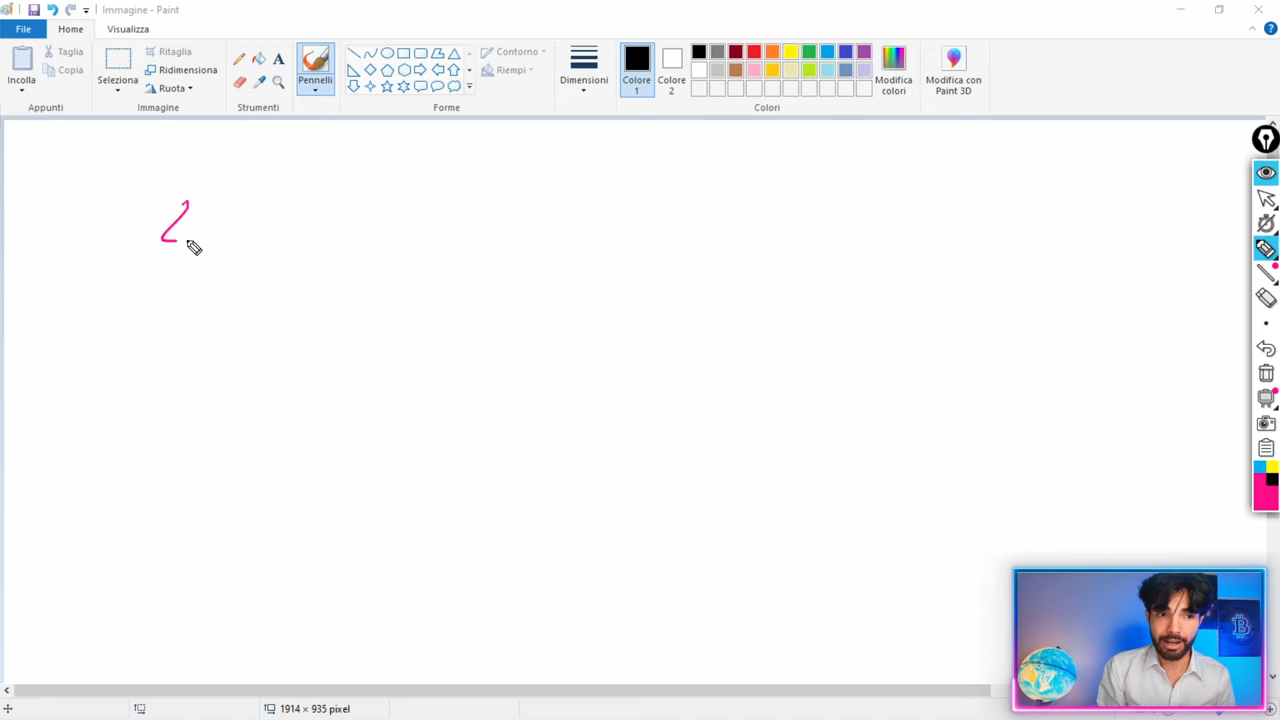 Immagine - Paint
File Home Visualizza
Incolla Taglia Copia Seleziona Ritaglia Ridimensiona Ruota Pennelli Contorno Riempi Dimensioni Colore 1 Colore 2 Modifica colori Modifica con Paint 3D
Appunti Immagine Strumenti Forme Colori
2
1914 × 935 pixel